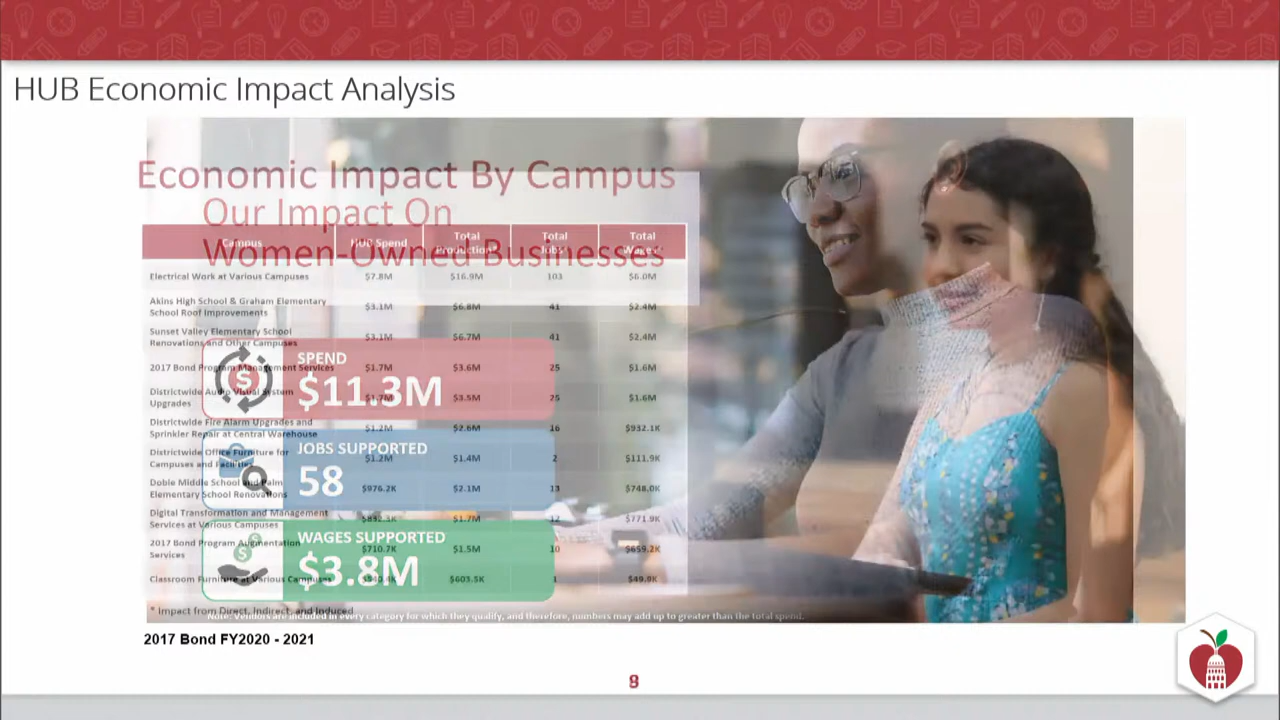 HUB Economic Impact Analysis
Economic Impact By Campus
Our Impact On
Women-Owned Businesses
Campus HUB Spend Total Production* Total Jobs* Total Wages*
Electrical Work at Various Campuses $7.8M $16.9M 103 $6.0M
Akins High School & Graham Elementary
School Roof Improvements $3.1M $6.8M 41 $2.4M
Sunset Valley Elementary School
Renovations and Other Campuses $3.1M $6.7M 41 $2.4M
2017 Bond Program Management Services $1.7M $3.6M 25 $1.6M
Districtwide Audio Visual System
Upgrades $3.5M 25 $1.6M
Districtwide Fire Alarm Upgrades and
Sprinkler Repair at Central Warehouse $1.2M $2.6M 16 $932.1K
Districtwide Office Furniture for
Campuses and Facilities $1.2M $1.4M 2 $111.9K
Dobie Middle School and Palm
Elementary School Renovations $976.2K $2.1M 13 $748.0K
Digital Transformation and Management
Services at Various Campuses $1.7M 12 $771.9K
2017 Bond Program Augmentation
Services $710.7K $1.5M 10 $659.2K
Classroom Furniture at Various Campuses $603.5K 1 $49.9K
SPEND
$11.3M
JOBS SUPPORTED
58
WAGES SUPPORTED
$3.8M
* Impact from Direct, Indirect, and Induced
Note: Vendors are included in every category for which they qualify, and therefore, numbers may add up to greater than the total spend.
2017 Bond FY2020 - 2021
8